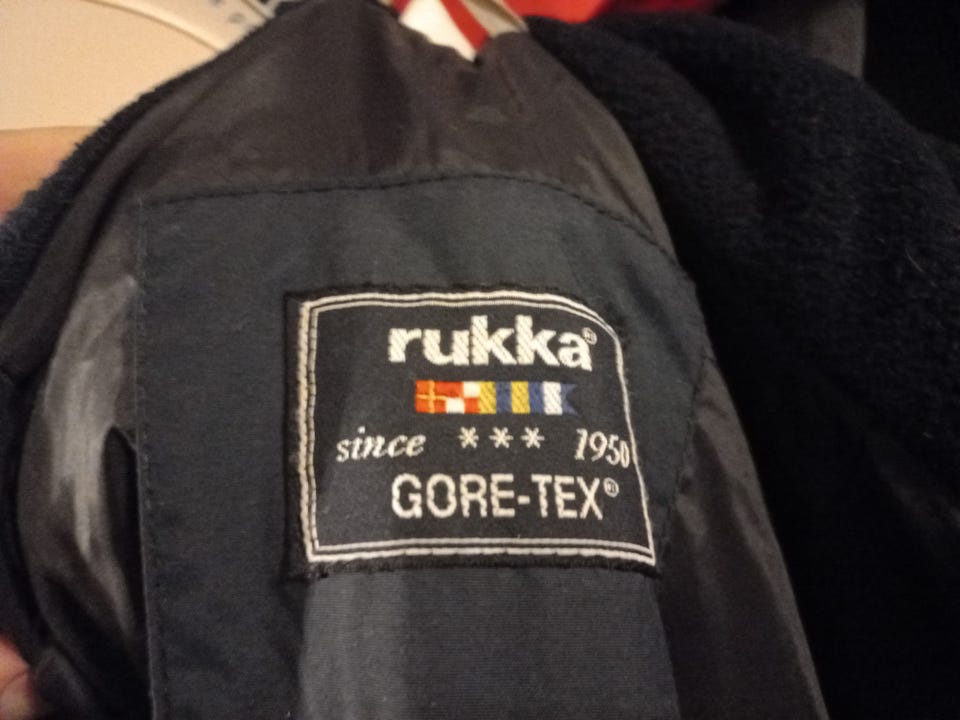 rukka®
since *** 1950
GORE-TEX®